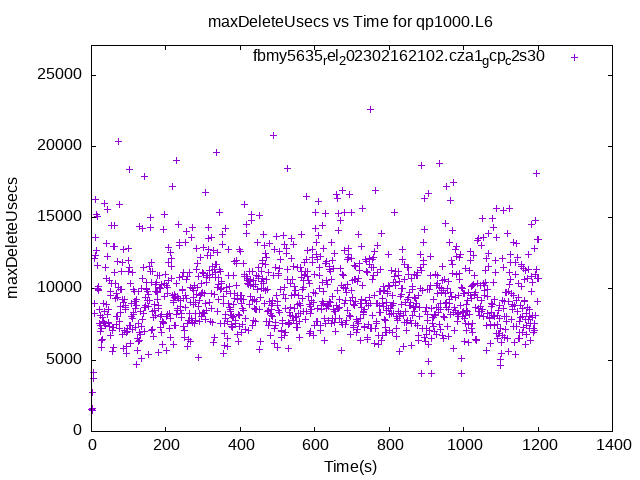 maxDeleteUsecs vs Time for qp1000.L6
fbmy5635rel202302162102.cza1gcpc2s30
25000
20000
15000
10000
5000
0
maxDeleteUsecs
0 200 400 600 800 1000 1200 1400
Time(s)